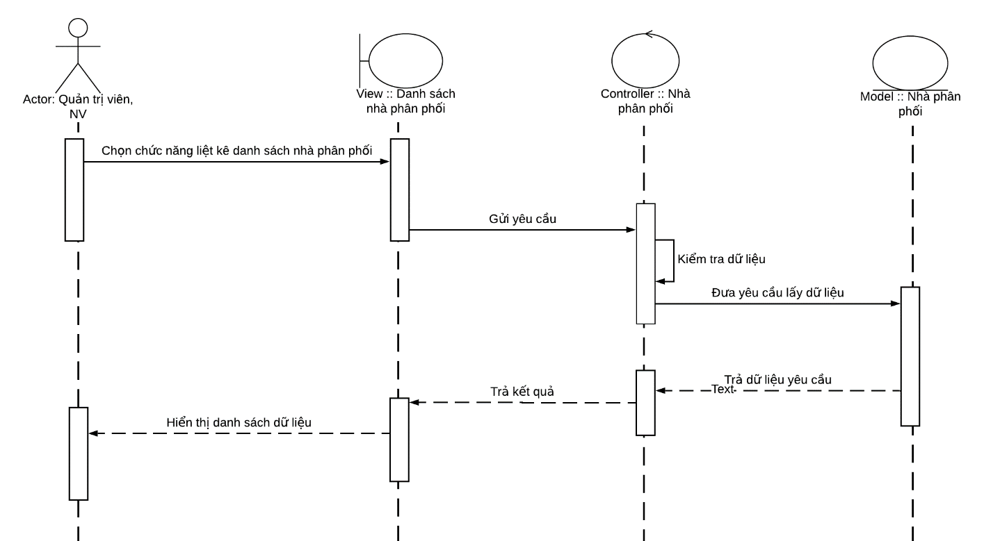 Actor: Quản trị viên,
NV
View :: Danh sách
nhà phân phối
Controller :: Nhà
phân phối
Model :: Nhà phân
phối
Chọn chức năng liệt kê danh sách nhà phân phối
Gửi yêu cầu
Kiểm tra dữ liệu
Đưa yêu cầu lấy dữ liệu
Trả dữ liệu yêu cầu
Text
Trả kết quả
Hiển thị danh sách dữ liệu